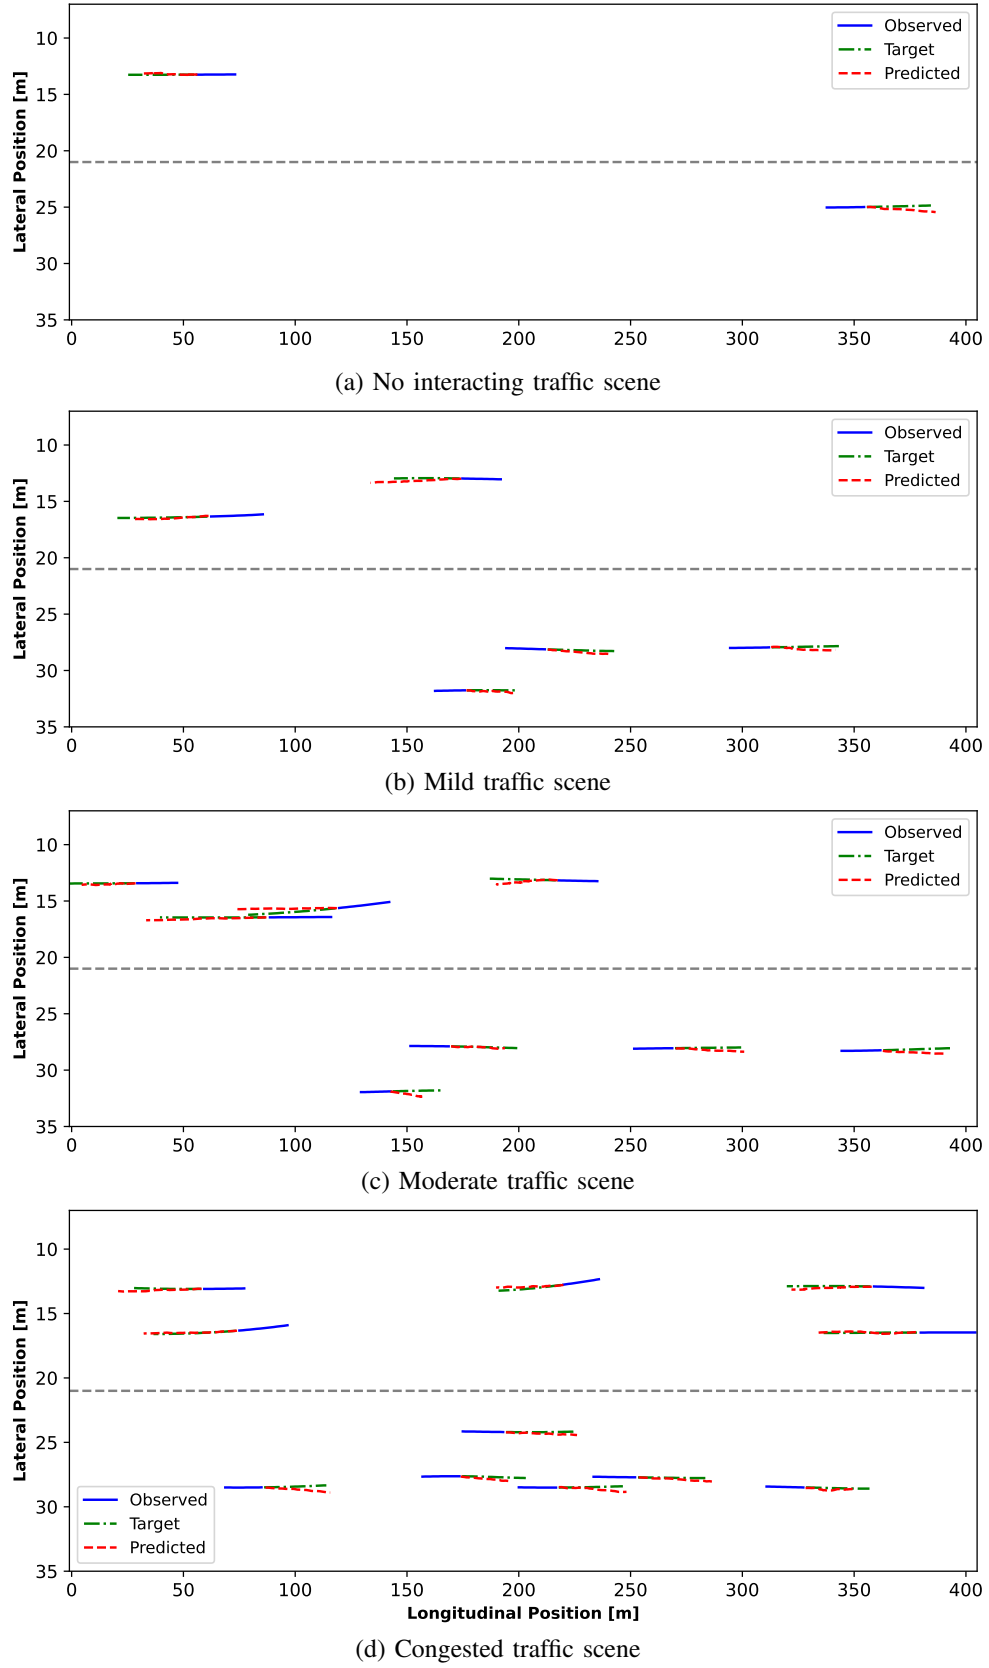 10
15
20
25
30
35
Lateral Position [m]
Observed
Target
Predicted
0 50 100 150 200 250 300 350 400
(a) No interacting traffic scene
10
15
20
25
30
35
Lateral Position [m]
Observed
Target
Predicted
0 50 100 150 200 250 300 350 400
(b) Mild traffic scene
10
15
20
25
30
35
Lateral Position [m]
Observed
Target
Predicted
0 50 100 150 200 250 300 350 400
(c) Moderate traffic scene
10
15
20
25
30
35
Lateral Position [m]
Observed
Target
Predicted
0 50 100 150 200 250 300 350 400
Longitudinal Position [m]
(d) Congested traffic scene